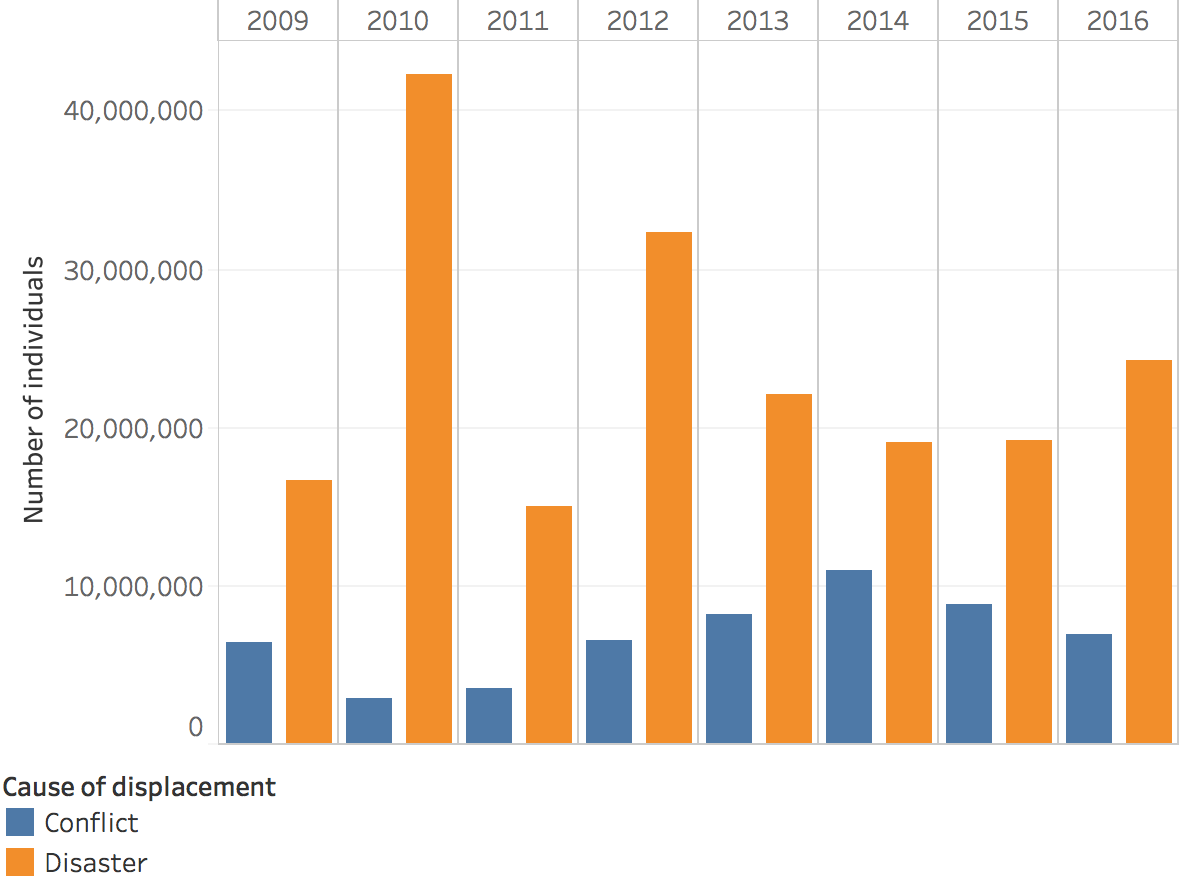 2009 2010 2011 2012 2013 2014 2015 2016
40,000,000
30,000,000
20,000,000
10,000,000
0
Number of individuals
Cause of displacement
Conflict
Disaster